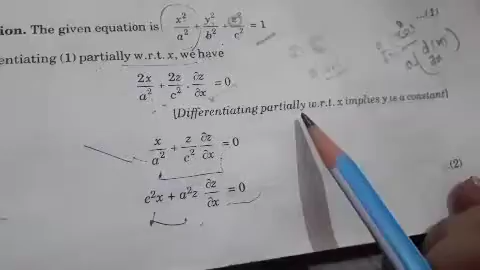 ion. The given equation is x²/a² + y²/b² + z²/c² = 1 ...(1)
entiating (1) partially w.r.t. x, we have
2x/a² + 2z/c² · ∂z/∂x = 0
[Differentiating partially w.r.t. x implies y is a constant]
x/a² + z/c² ∂z/∂x = 0
c²x + a²z ∂z/∂x = 0 ...(2)